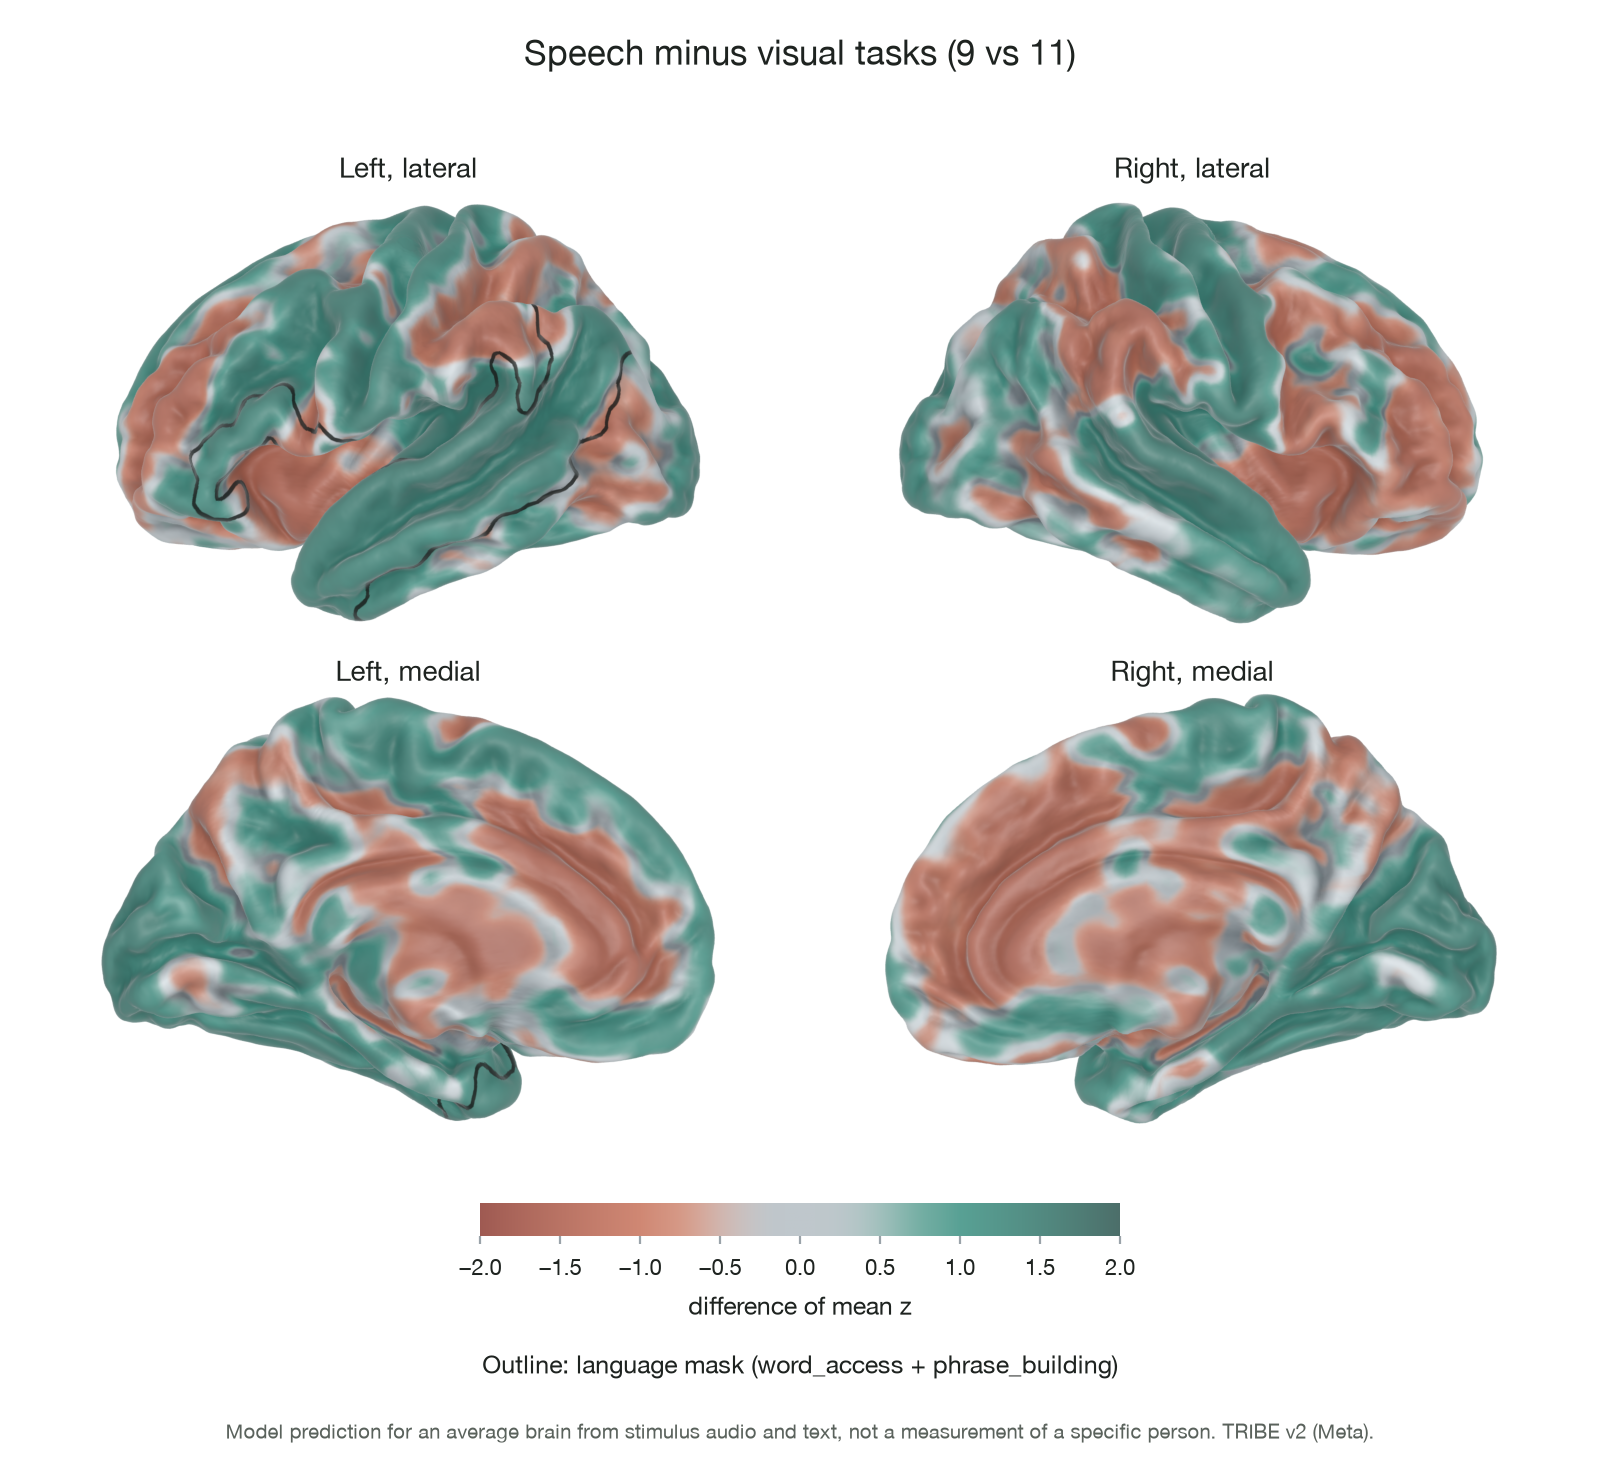 Speech minus visual tasks (9 vs 11)
Left, lateral
Right, lateral
Left, medial
Right, medial
−2.0 −1.5 −1.0 −0.5 0.0 0.5 1.0 1.5 2.0
difference of mean z
Outline: language mask (word_access + phrase_building)
Model prediction for an average brain from stimulus audio and text, not a measurement of a specific person. TRIBE v2 (Meta).